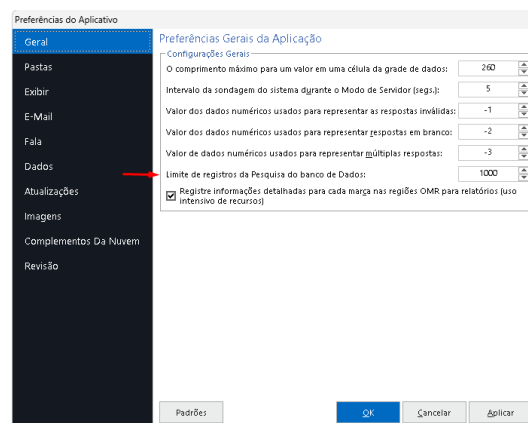 Preferências do Aplicativo
Geral
Pastas
Exibir
E-Mail
Fala
Dados
Atualizações
Imagens
Complementos Da Nuvem
Revisão
Preferências Gerais da Aplicação
Configurações Gerais
O comprimento máximo para um valor em uma célula da grade de dados: 260
Intervalo da sondagem do sistema durante o Modo de Servidor (segs.): 5
Valor dos dados numéricos usados para representar as respostas inválidas: -1
Valor dos dados numéricos usados para representar respostas em branco: -2
Valor de dados numéricos usados para representar múltiplas respostas: -3
Limite de registros da Pesquisa do banco de Dados: 1000
Registre informações detalhadas para cada marca nas regiões OMR para relatórios (uso
intensivo de recursos)
Padrões
OK
Cancelar
Aplicar